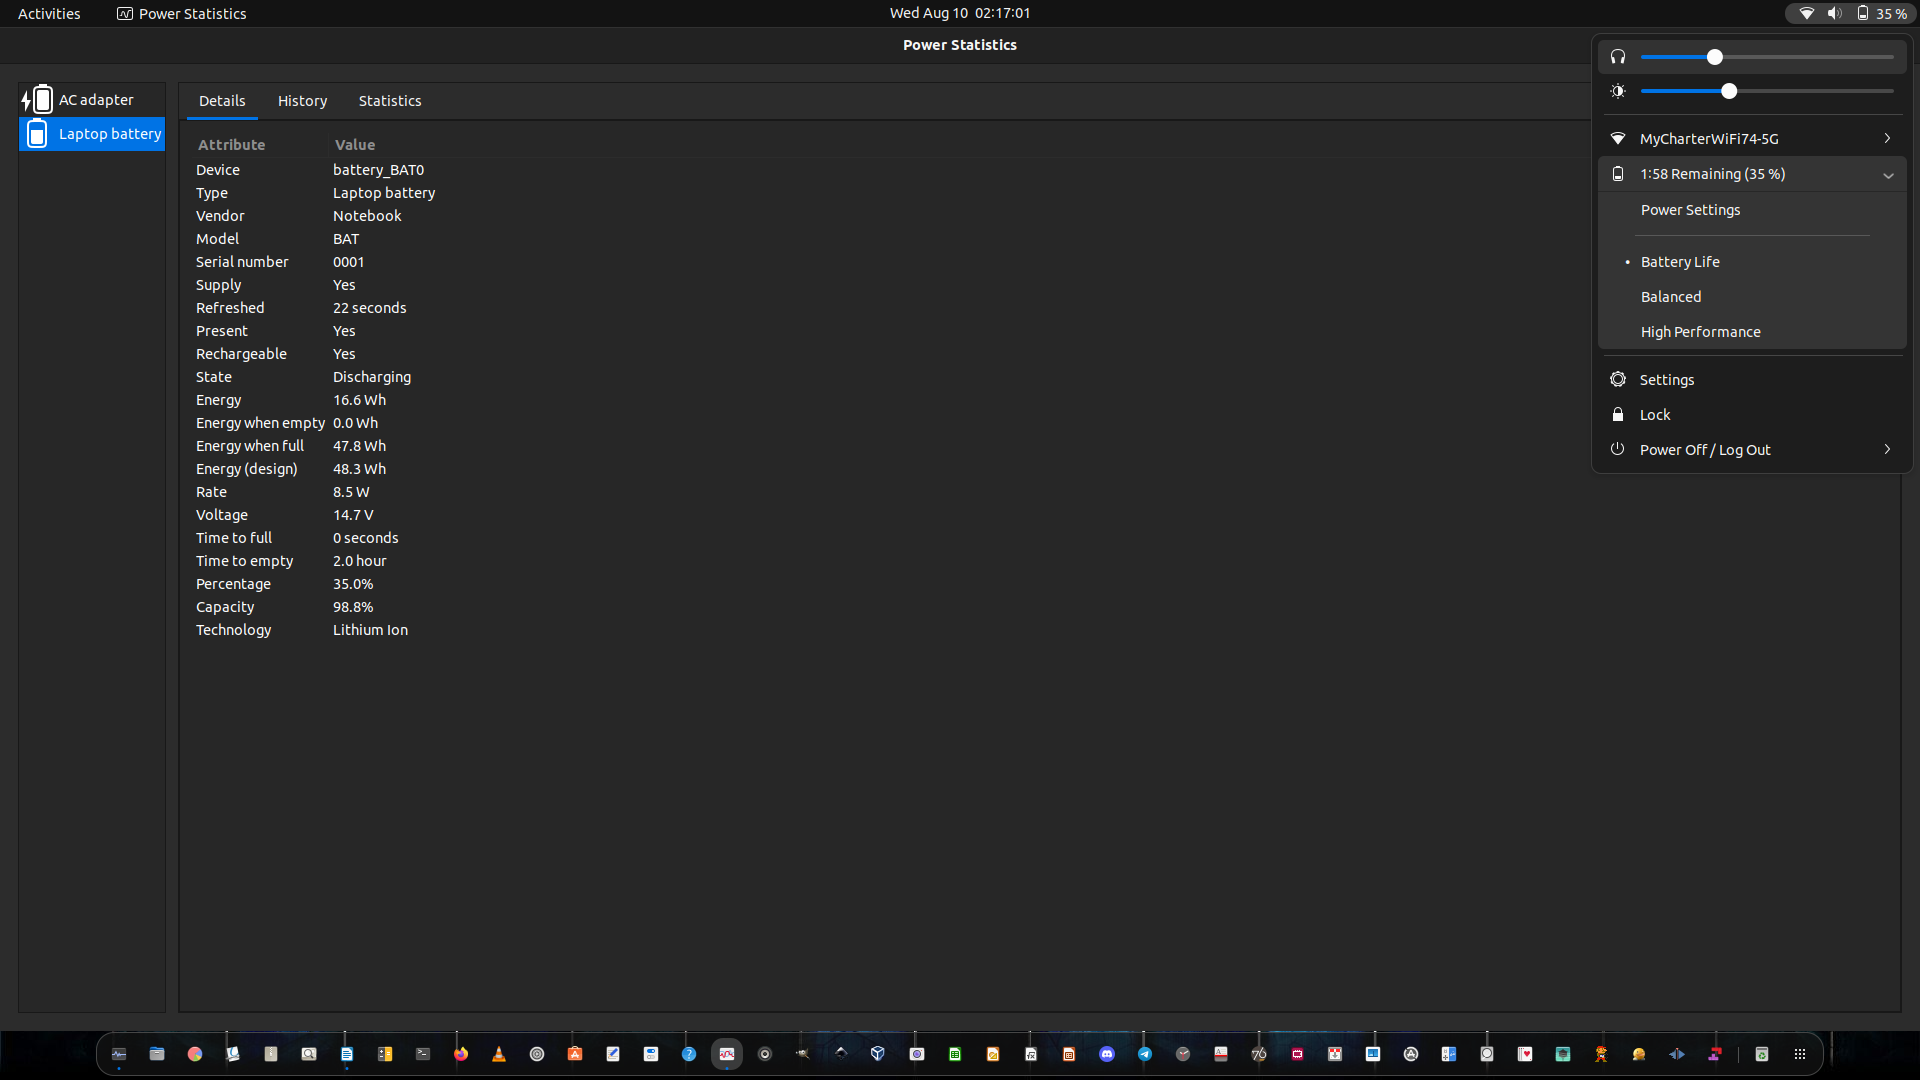 Activities Power Statistics Wed Aug 10 02:17:01 35 %
Power Statistics
AC adapter
Laptop battery
Details History Statistics
Attribute Value
Device battery_BAT0
Type Laptop battery
Vendor Notebook
Model BAT
Serial number 0001
Supply Yes
Refreshed 22 seconds
Present Yes
Rechargeable Yes
State Discharging
Energy 16.6 Wh
Energy when empty 0.0 Wh
Energy when full 47.8 Wh
Energy (design) 48.3 Wh
Rate 8.5 W
Voltage 14.7 V
Time to full 0 seconds
Time to empty 2.0 hour
Percentage 35.0%
Capacity 98.8%
Technology Lithium Ion
MyCharterWiFi74-5G
1:58 Remaining (35 %)
Power Settings
• Battery Life
Balanced
High Performance
Settings
Lock
Power Off / Log Out
76